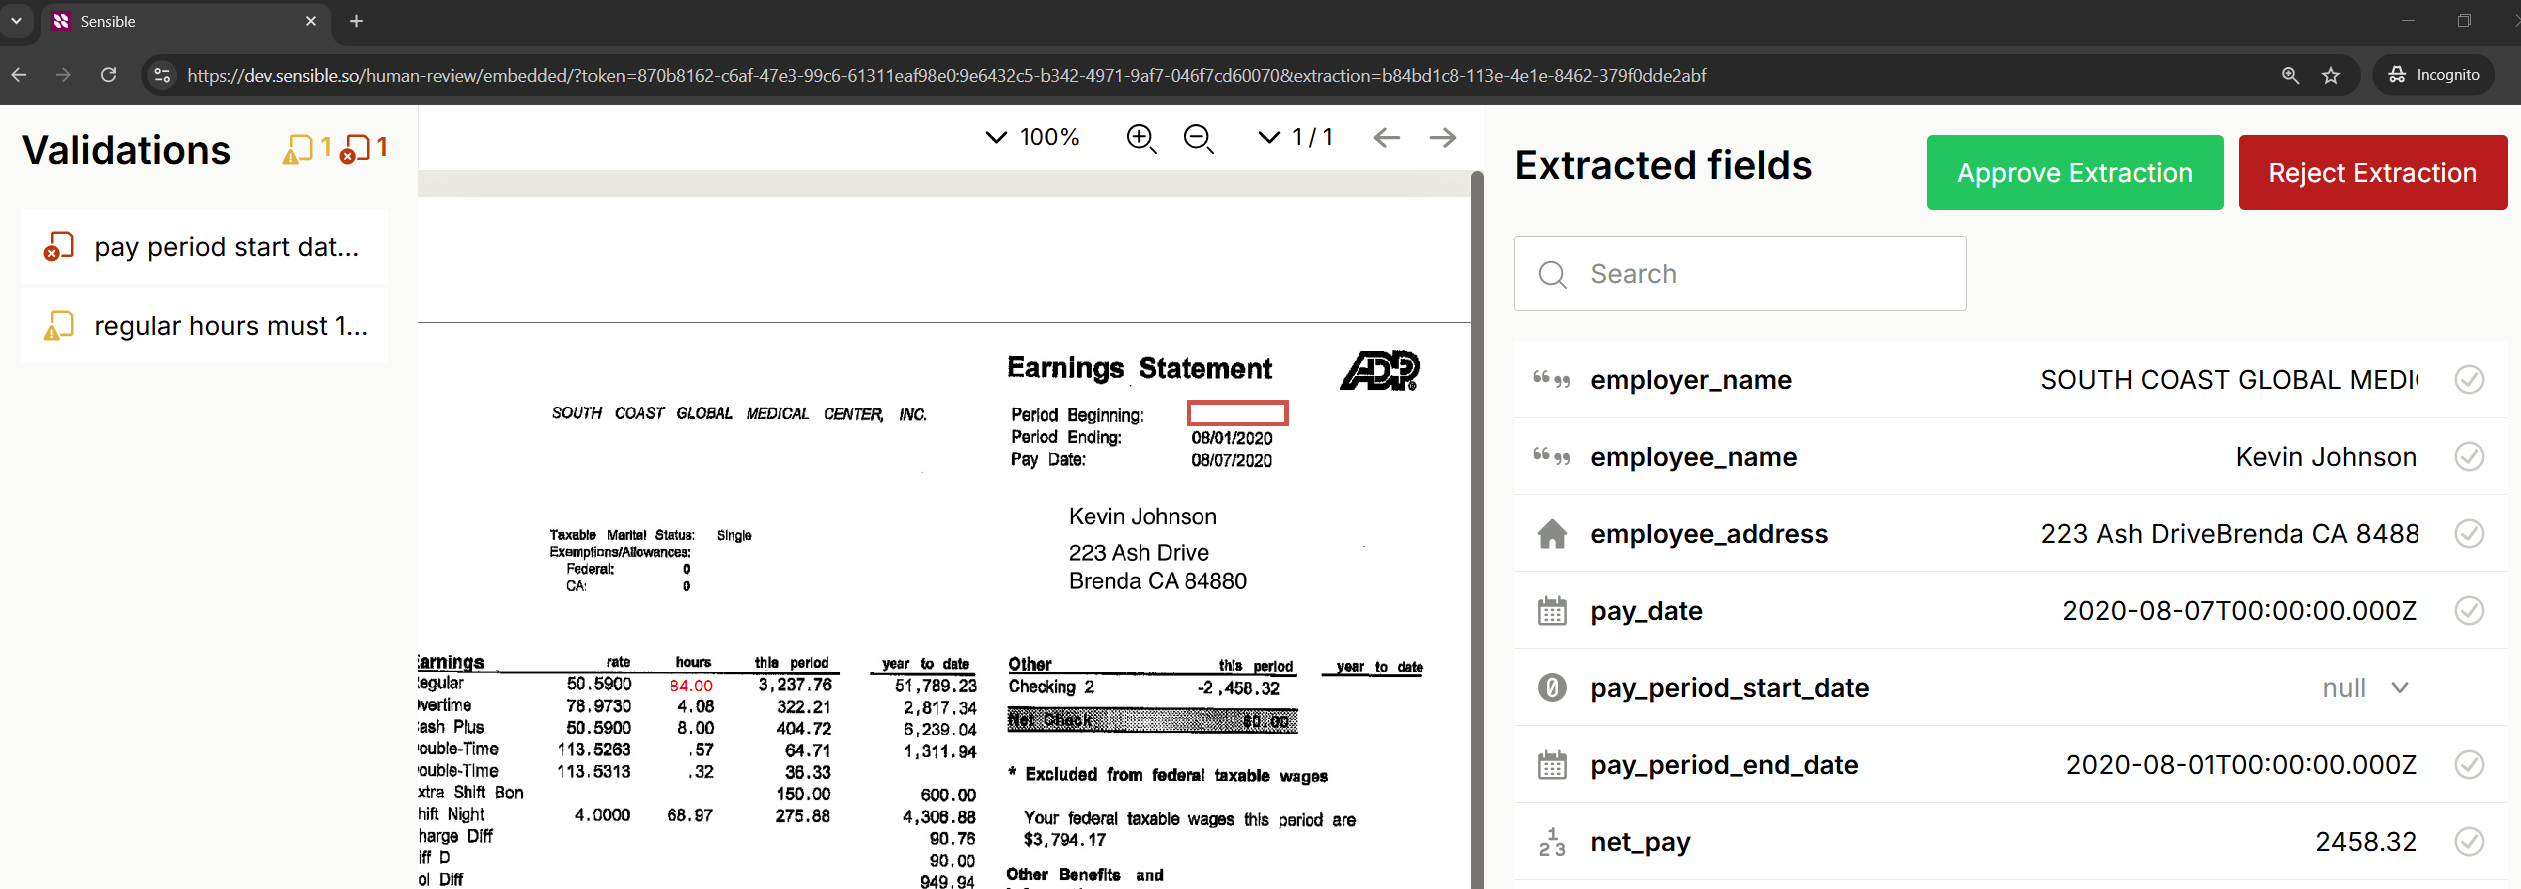 Sensible
https://dev.sensible.so/human-review/embedded/?token=870b8162-c6af-47e3-99c6-61311eaf98e0:9e6432c5-b342-4971-9af7-046f7cd60070&extraction=b84bd1c8-113e-4e1e-8462-379f0dde2abf
Incognito
Validations 1 1
pay period start dat...
regular hours must 1...
100%
1 / 1
Earnings Statement ADP
SOUTH COAST GLOBAL MEDICAL CENTER, INC.
Period Beginning:
Period Ending: 08/01/2020
Pay Date: 08/07/2020
Kevin Johnson
223 Ash Drive
Brenda CA 84880
Taxable Marital Status: Single
Exemptions/Allowances:
Federal: 0
CA: 0
Earnings rate hours this period year to date
egular 50.5900 84.00 3,237.76 51,789.23
vertime 78.9730 4.08 322.21 2,817.34
ash Plus 50.5900 8.00 404.72 6,239.04
ouble-Time 113.5263 .57 64.71 1,311.94
ouble-Time 113.5313 .32 36.33
xtra Shift Bon 150.00 600.00
hift Night 4.0000 68.97 275.88 4,306.88
harge Diff 90.76
iff D 90.00
ol Diff 949.94
Other this period year to date
Checking 2 -2,458.32
Net Check $0.00
* Excluded from federal taxable wages
Your federal taxable wages this period are
$3,794.17
Other Benefits and
Extracted fields
Approve Extraction
Reject Extraction
Search
employer_name SOUTH COAST GLOBAL MEDI
employee_name Kevin Johnson
employee_address 223 Ash DriveBrenda CA 8488
pay_date 2020-08-07T00:00:00.000Z
pay_period_start_date null
pay_period_end_date 2020-08-01T00:00:00.000Z
net_pay 2458.32